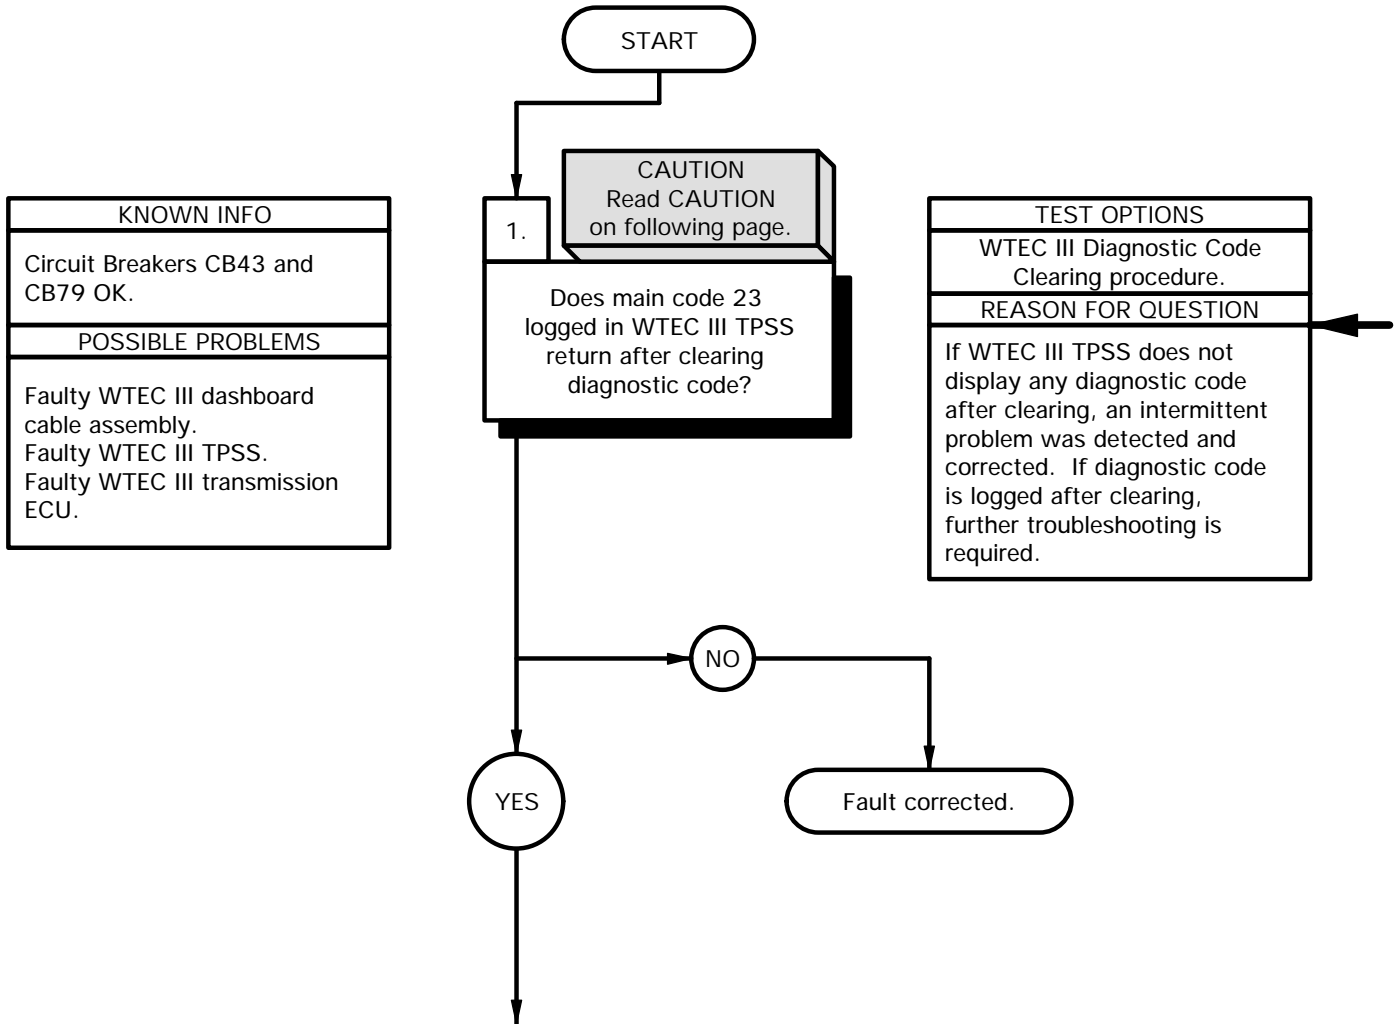 START
KNOWN INFO
Circuit Breakers CB43 and
CB79 OK.
POSSIBLE PROBLEMS
Faulty WTEC III dashboard
cable assembly.
Faulty WTEC III TPSS.
Faulty WTEC III transmission
ECU.
CAUTION
Read CAUTION
on following page.
1.
Does main code 23
logged in WTEC III TPSS
return after clearing
diagnostic code?
TEST OPTIONS
WTEC III Diagnostic Code
Clearing procedure.
REASON FOR QUESTION
If WTEC III TPSS does not
display any diagnostic code
after clearing, an intermittent
problem was detected and
corrected.  If diagnostic code
is logged after clearing,
further troubleshooting is
required.
NO
YES
Fault corrected.